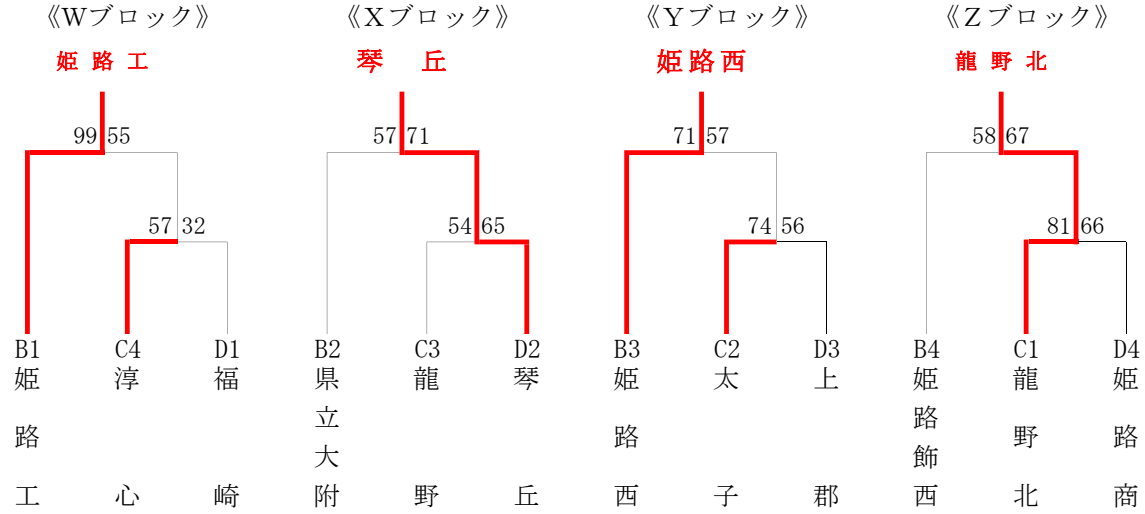 《Wブロック》 《Xブロック》 《Yブロック》 《Zブロック》
姫路工 琴丘 姫路西 龍野北
99 55 57 71 71 57 58 67
57 32 54 65 74 56 81 66
B1 C4 D1 B2 C3 D2 B3 C2 D3 B4 C1 D4
姫路工
淳心
福崎
県立大附
龍野
琴丘
姫路西
太子
上郡
姫路飾西
龍野北
姫路商